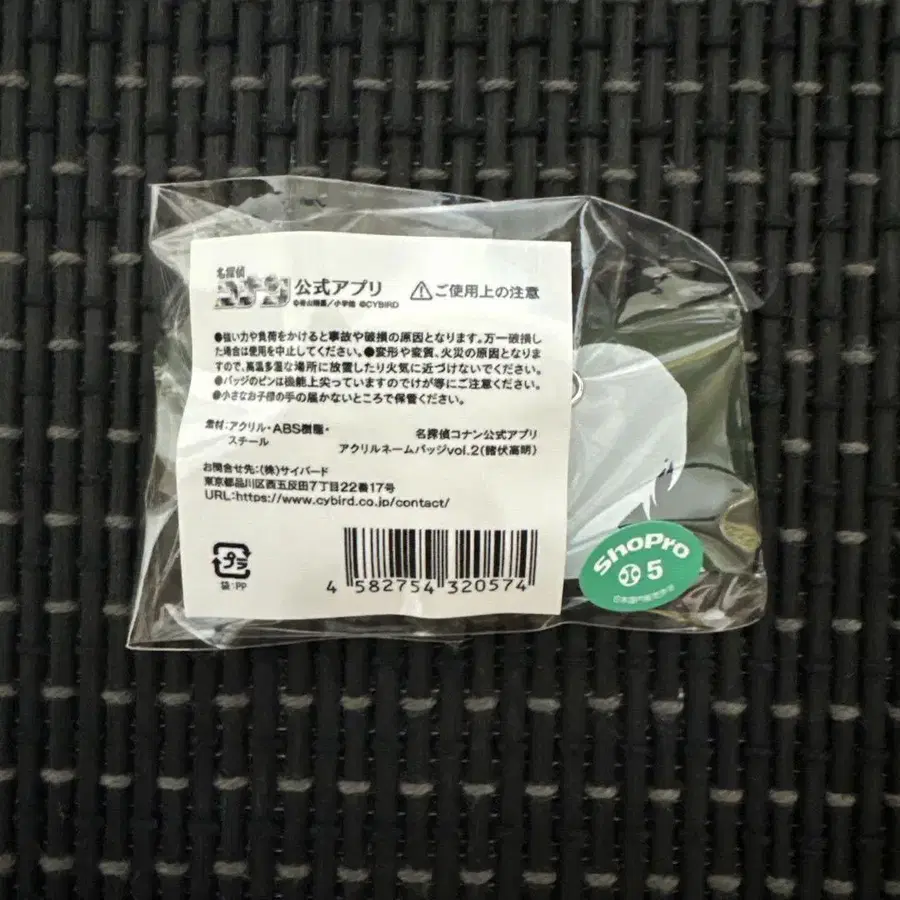 名探偵
コナン 公式アプリ
©青山剛昌/小学館 ©CYBIRD
⚠ご使用上の注意
●強い力や負荷をかけると事故や破損の原因となります。万一破損し
た場合は使用を中止してください。●変形や変質、火災の原因となりま
すので、高温多湿な場所に放置したり火気に近づけないでください。
●バッジのピンは機能上尖っていますのでけが等にご注意ください。
●小さなお子様の手の届かないところで保管ください。
素材:アクリル・ABS樹脂・
スチール
名探偵コナン公式アプリ
アクリルネームバッジvol.2(諸伏高明)
お問合せ先:(株)サイバード
東京都品川区西五反田7丁目22番17号
URL:https://www.cybird.co.jp/contact/
プラ
袋:PP
4 582754 320574
ShoPro
5